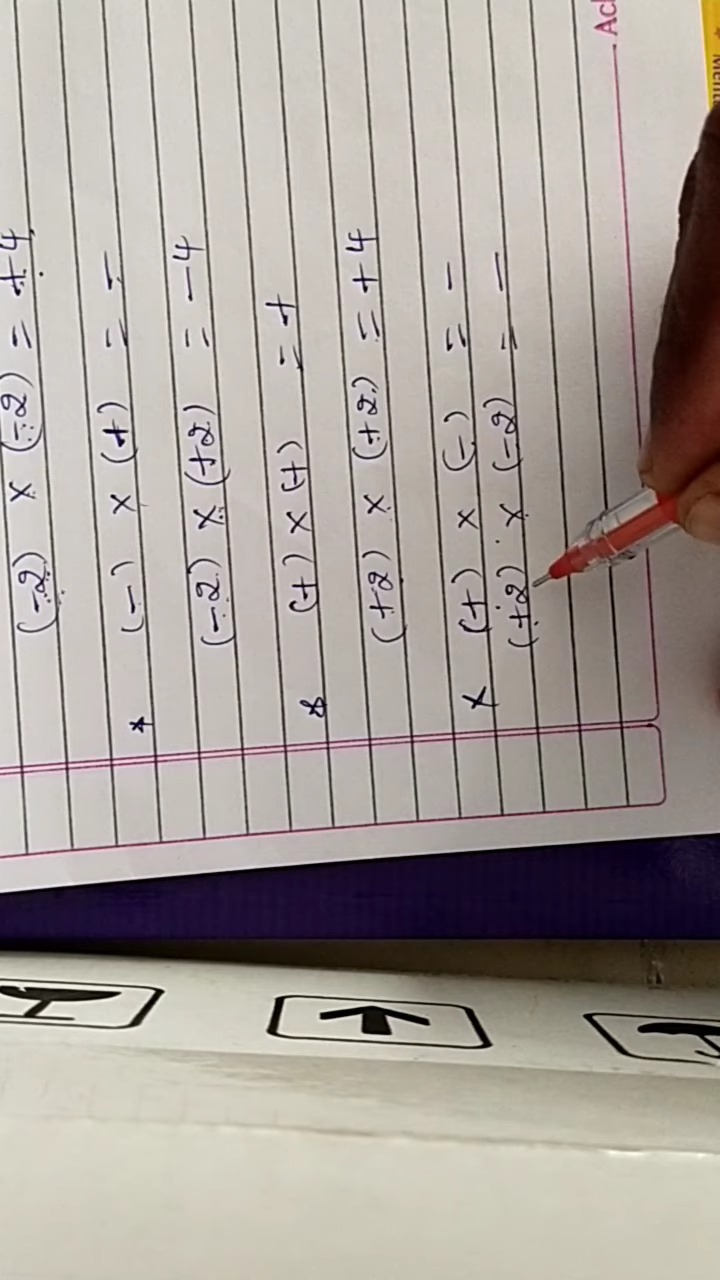 (-2) × (-2) = +4
* (-) × (+) = -
(-2) × (+2) = -4
(+) × (+) = +
(+2) × (+2) = +4
× (+) × (-) = -
(+2) × (-2) = -